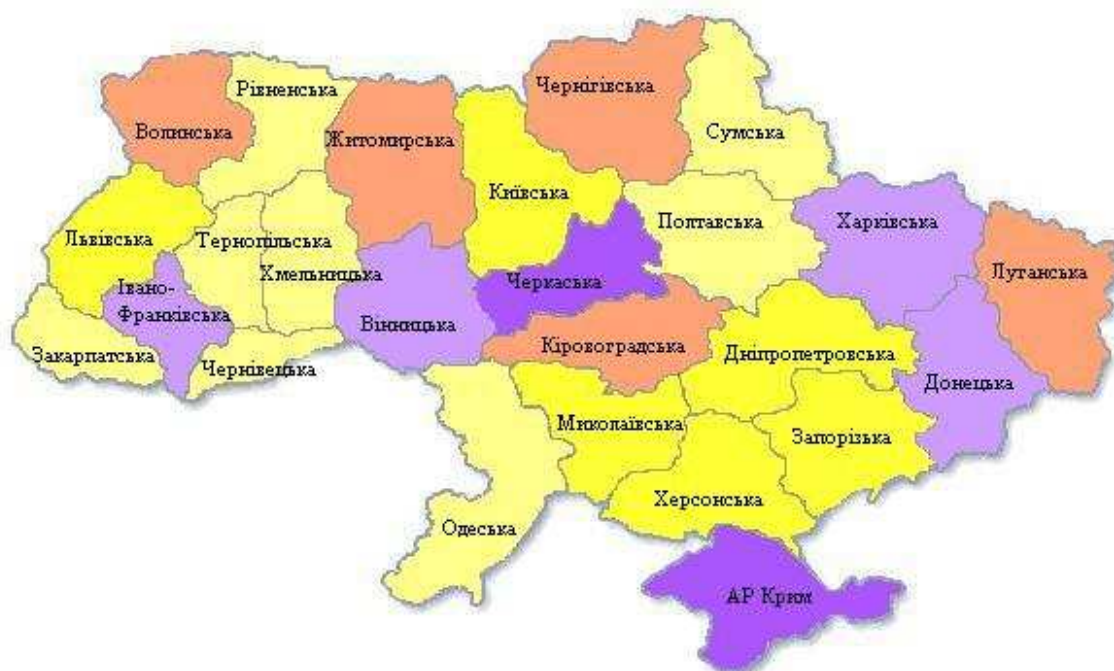 Чернігівська
Рівненська
Волинська
Житомирська
Сумська
Київська
Полтавська
Харківська
Львівська
Тернопільська
Хмельницька
Черкаська
Луганська
Івано-
Франківська
Вінницька
Закарпатська
Чернівецька
Кіровоградська
Дніпропетровська
Донецька
Миколаївська
Запорізька
Херсонська
Одеська
АР Крим